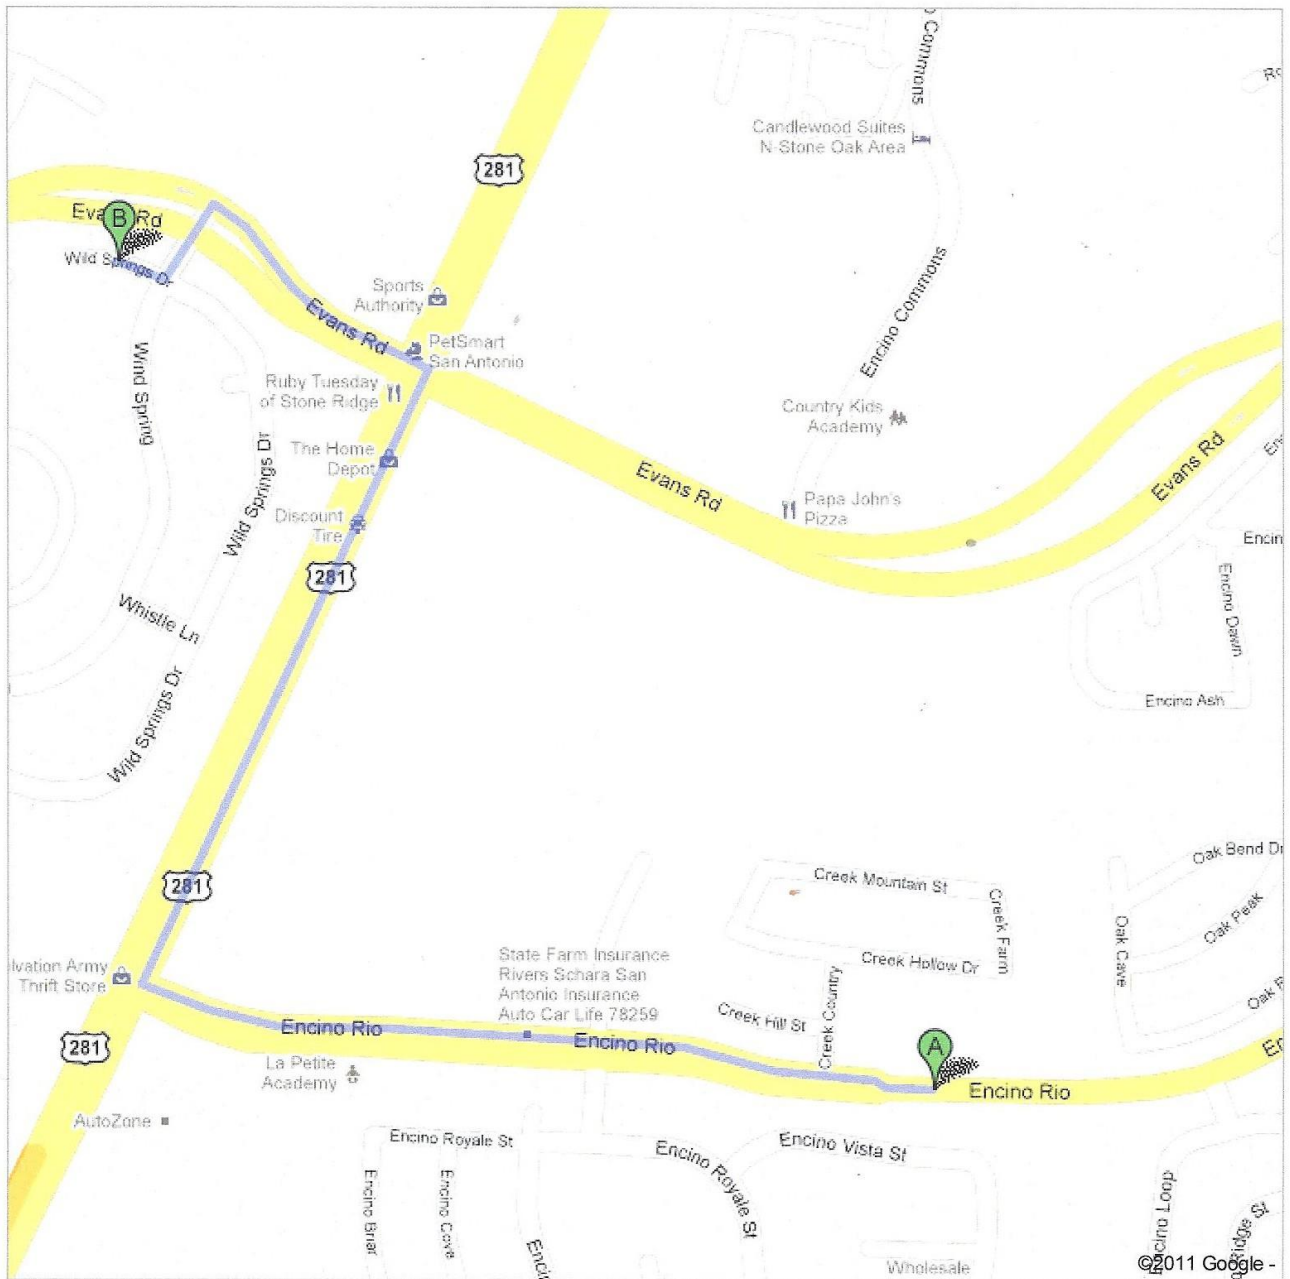 Commons
Candlewood Suites
N-Stone Oak Area
281
Evans Rd
B
Wild Springs Dr
Sports
Authority
Encino Commons
Evans Rd
PetSmart
San Antonio
Wind Spring
Ruby Tuesday
of Stone Ridge
Country Kids
Academy
The Home
Depot
Wild Springs Dr
Evans Rd
Evans Rd
Papa John's
Pizza
Discount
Tire
Encin
281
Encino Dawn
Whistle Ln
Encino Ash
Wild Springs Dr
Oak Bend Dr
Creek Mountain St
281
Creek Farm
Oak Peak
Oak Cave
lvation Army
Thrift Store
State Farm Insurance
Rivers Schara San
Antonio Insurance
Auto Car Life 78259
Creek Hollow Dr
Creek Country
Creek Hill St
Encino Rio
Encino Rio
281
A
La Petite
Academy
Encino Rio
AutoZone
Encino Royale St
Encino Vista St
Encino Royale St
Encino Briar
Encino Cove
Encino Loop
Ridge St
Wholesale
©2011 Google -